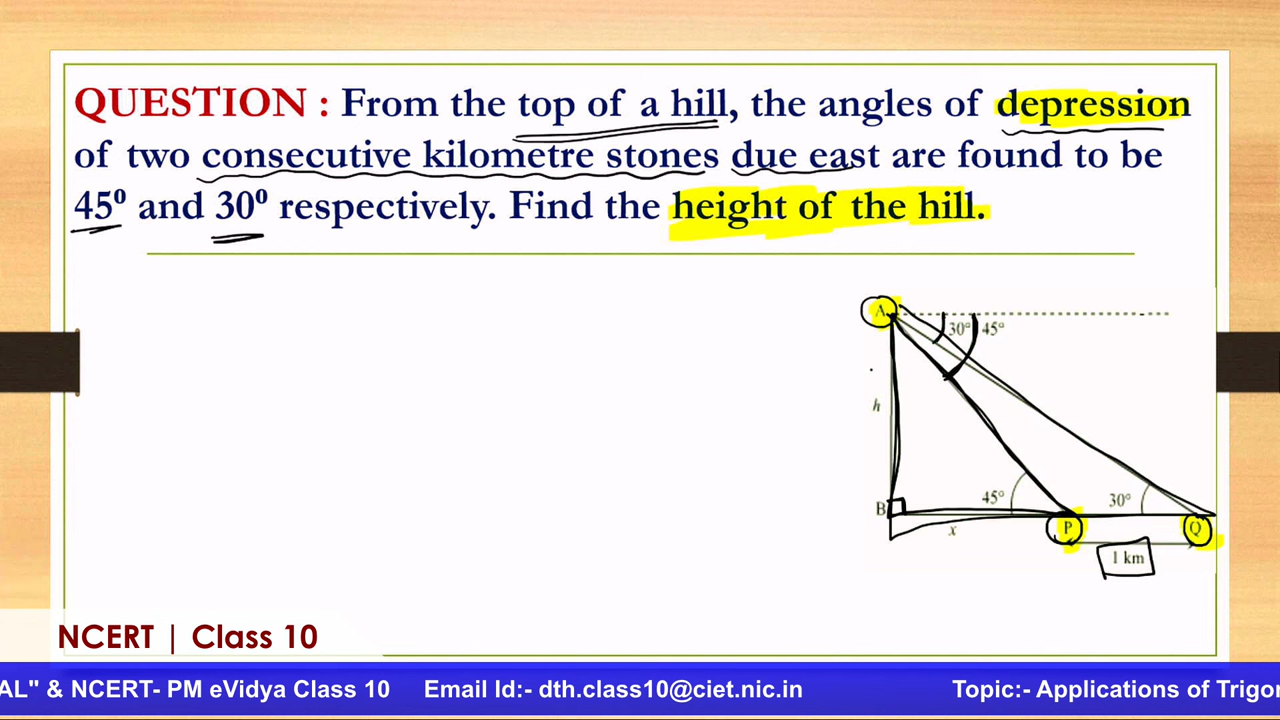 QUESTION : From the top of a hill, the angles of depression
of two consecutive kilometre stones due east are found to be
45⁰ and 30⁰ respectively. Find the height of the hill.
A
30° 45°
h
B
45°
30°
x
P
Q
1 km
NCERT | Class 10
AL" & NCERT- PM eVidya Class 10 Email Id:- dth.class10@ciet.nic.in Topic:- Applications of Trigor